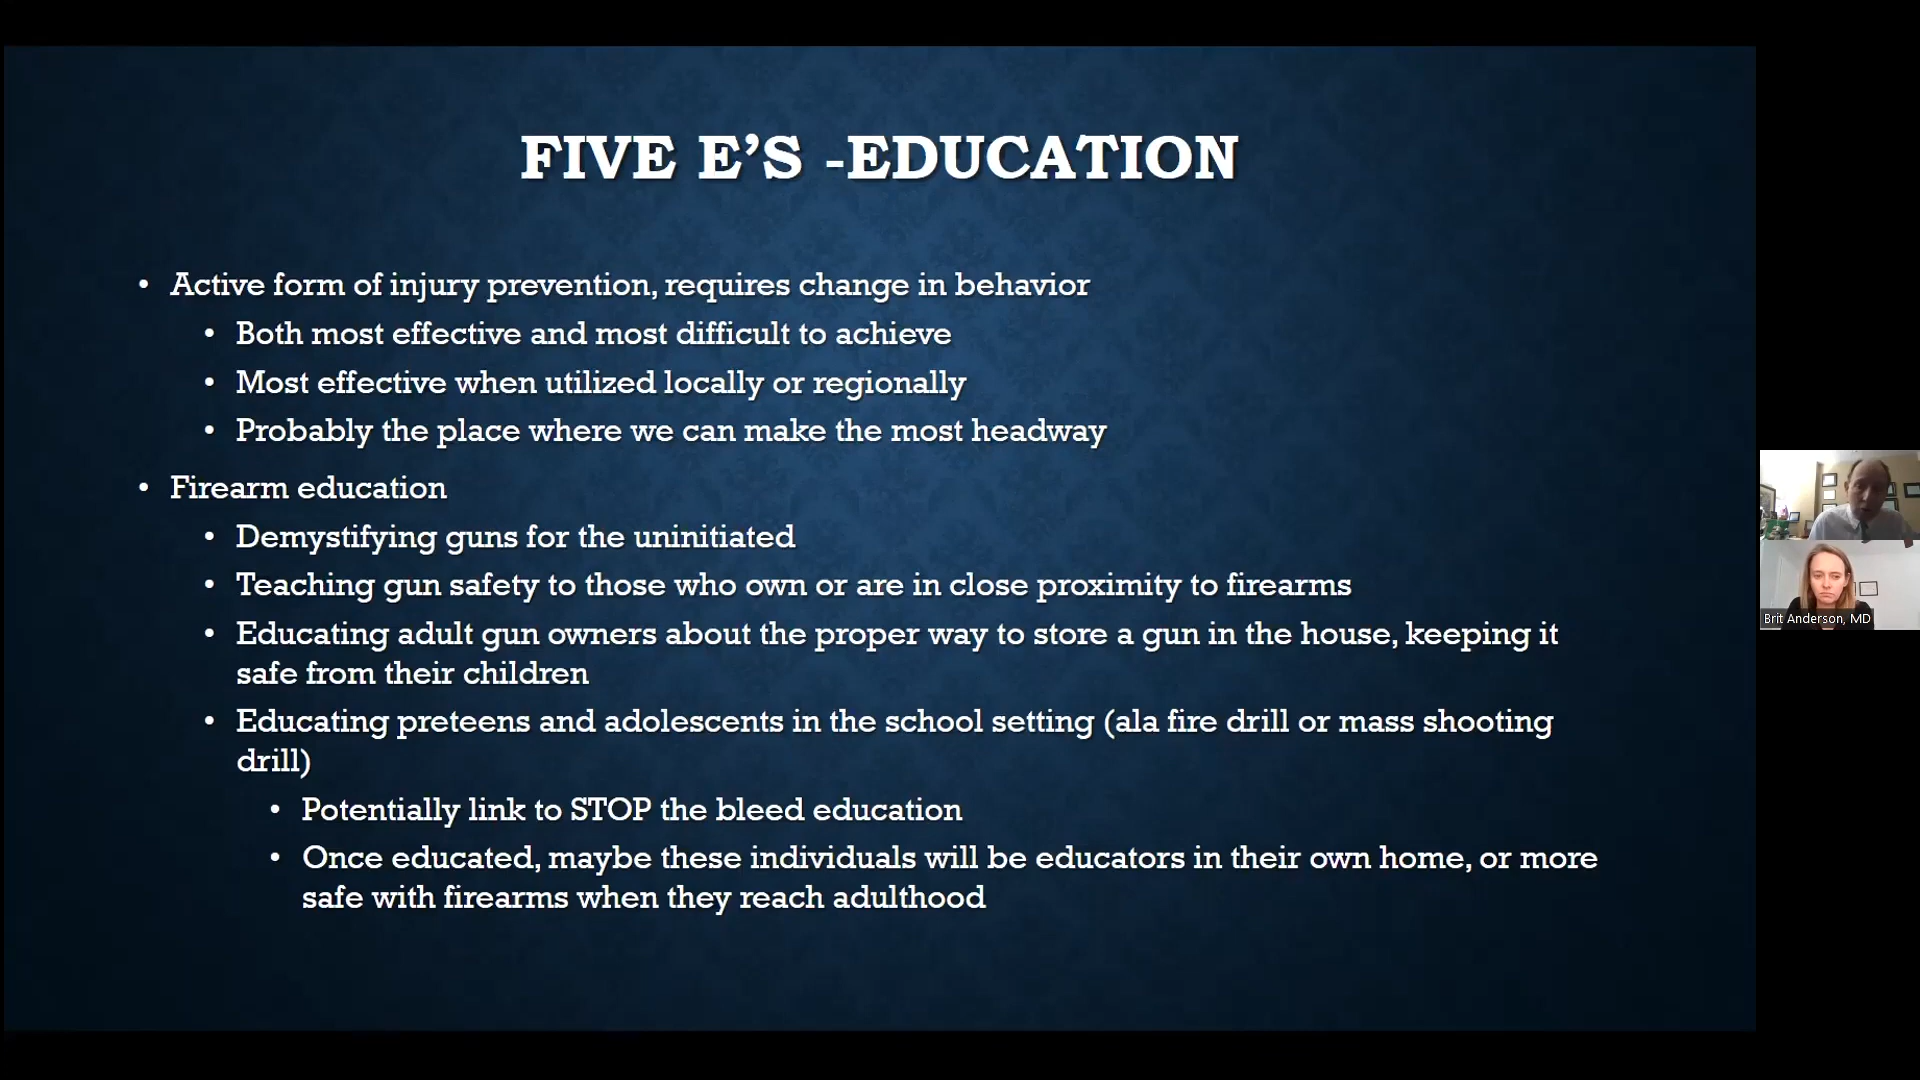 FIVE E'S -EDUCATION
• Active form of injury prevention, requires change in behavior
• Both most effective and most difficult to achieve
• Most effective when utilized locally or regionally
• Probably the place where we can make the most headway
• Firearm education
• Demystifying guns for the uninitiated
• Teaching gun safety to those who own or are in close proximity to firearms
• Educating adult gun owners about the proper way to store a gun in the house, keeping it
safe from their children
• Educating preteens and adolescents in the school setting (ala fire drill or mass shooting
drill)
• Potentially link to STOP the bleed education
• Once educated, maybe these individuals will be educators in their own home, or more
safe with firearms when they reach adulthood
Brit Anderson, MD